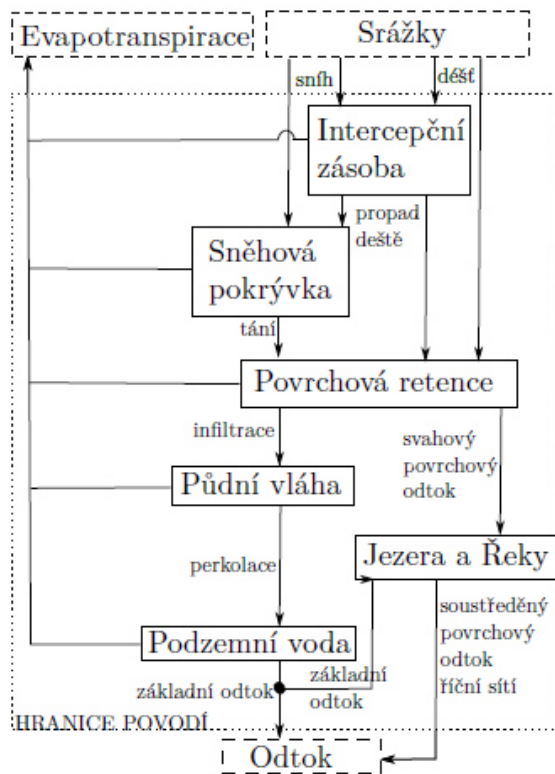 Evapotranspirace
Srážky
sníh
déšť
Intercepční
zásoba
propad
deště
Sněhová
pokrývka
tání
Povrchová retence
infiltrace
svahový
povrchový
odtok
Půdní vláha
Jezera a Řeky
perkolace
soustředěný
povrchový
odtok
říční sítí
Podzemní voda
základní odtok
základní
odtok
HRANICE POVODÍ
Odtok